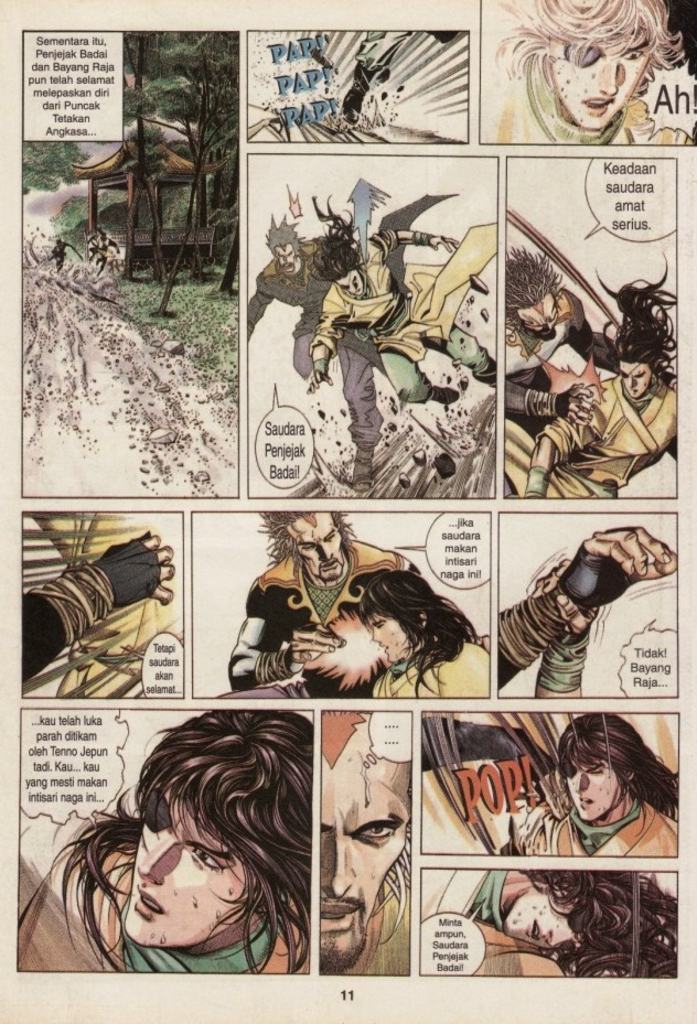 Sementara itu,
Penjejak Badai
dan Bayang Raja
pun telah selamat
melepaskan diri
dari Puncak
Tetakan
Angkasa...
PAP!
PAP!
PAP!
Ah!
Saudara
Penjejak
Badai!
Keadaan
saudara
amat
serius.
Tetapi
saudara
akan
selamat...
...jika
saudara
makan
intisari
naga ini!
Tidak!
Bayang
Raja...
...kau telah luka
parah ditikam
oleh Tenno Jepun
tadi. Kau... kau
yang mesti makan
intisari naga ini...
....
....
POP!
Minta
ampun,
Saudara
Penjejak
Badai!
11